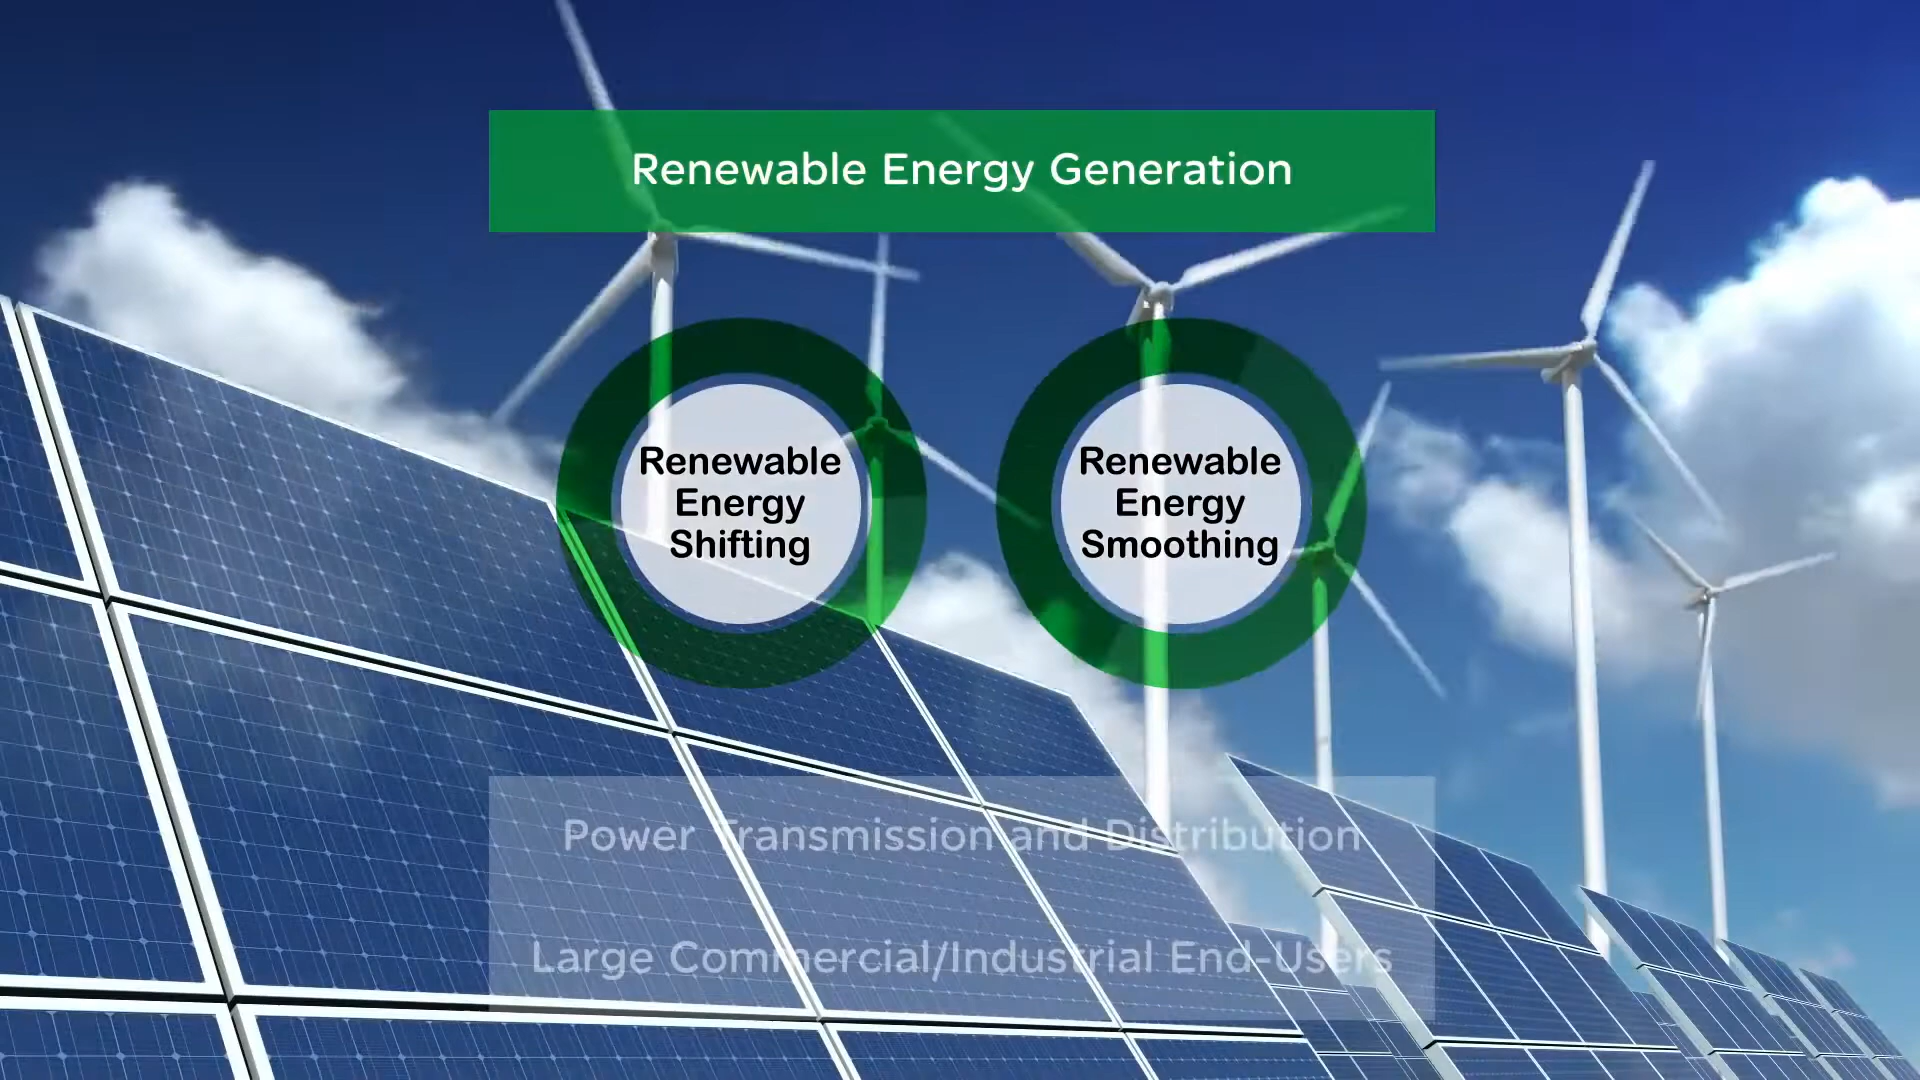 Renewable Energy Generation
Renewable
Energy
Shifting
Renewable
Energy
Smoothing
Power Transmission and Distribution
Large Commercial/Industrial End-Users